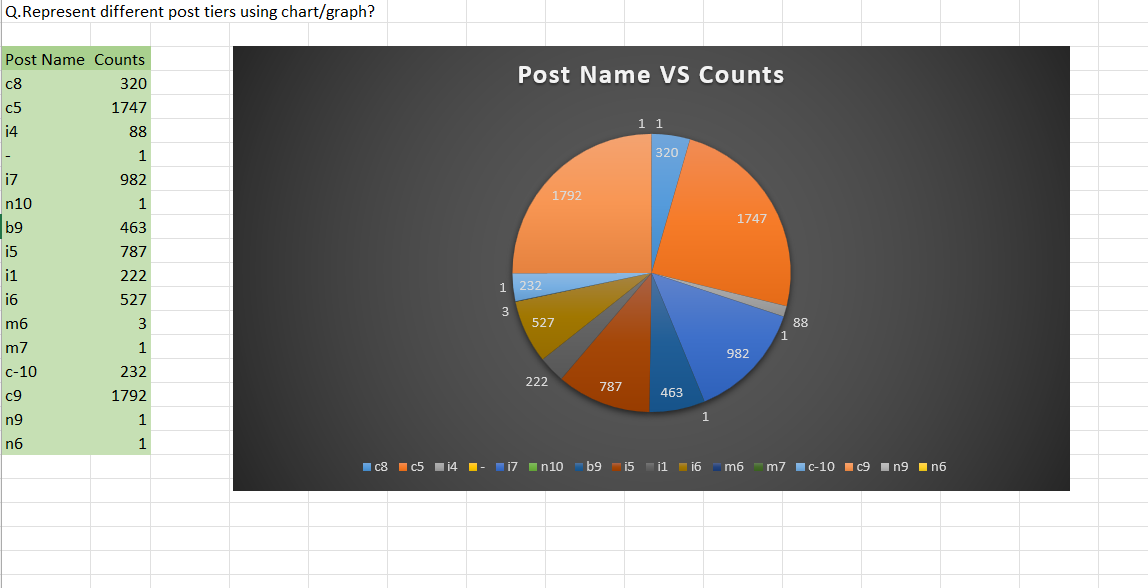 Q.Represent different post tiers using chart/graph?
Post Name Counts
c8 320
c5 1747
i4 88
- 1
i7 982
n10 1
b9 463
i5 787
i1 222
i6 527
m6 3
m7 1
c-10 232
c9 1792
n9 1
n6 1
Post Name VS Counts
1 1
320
1792
1747
1 232
3
527
88
1
982
222
787
463
1
c8 c5 i4 - i7 n10 b9 i5 i1 i6 m6 m7 c-10 c9 n9 n6